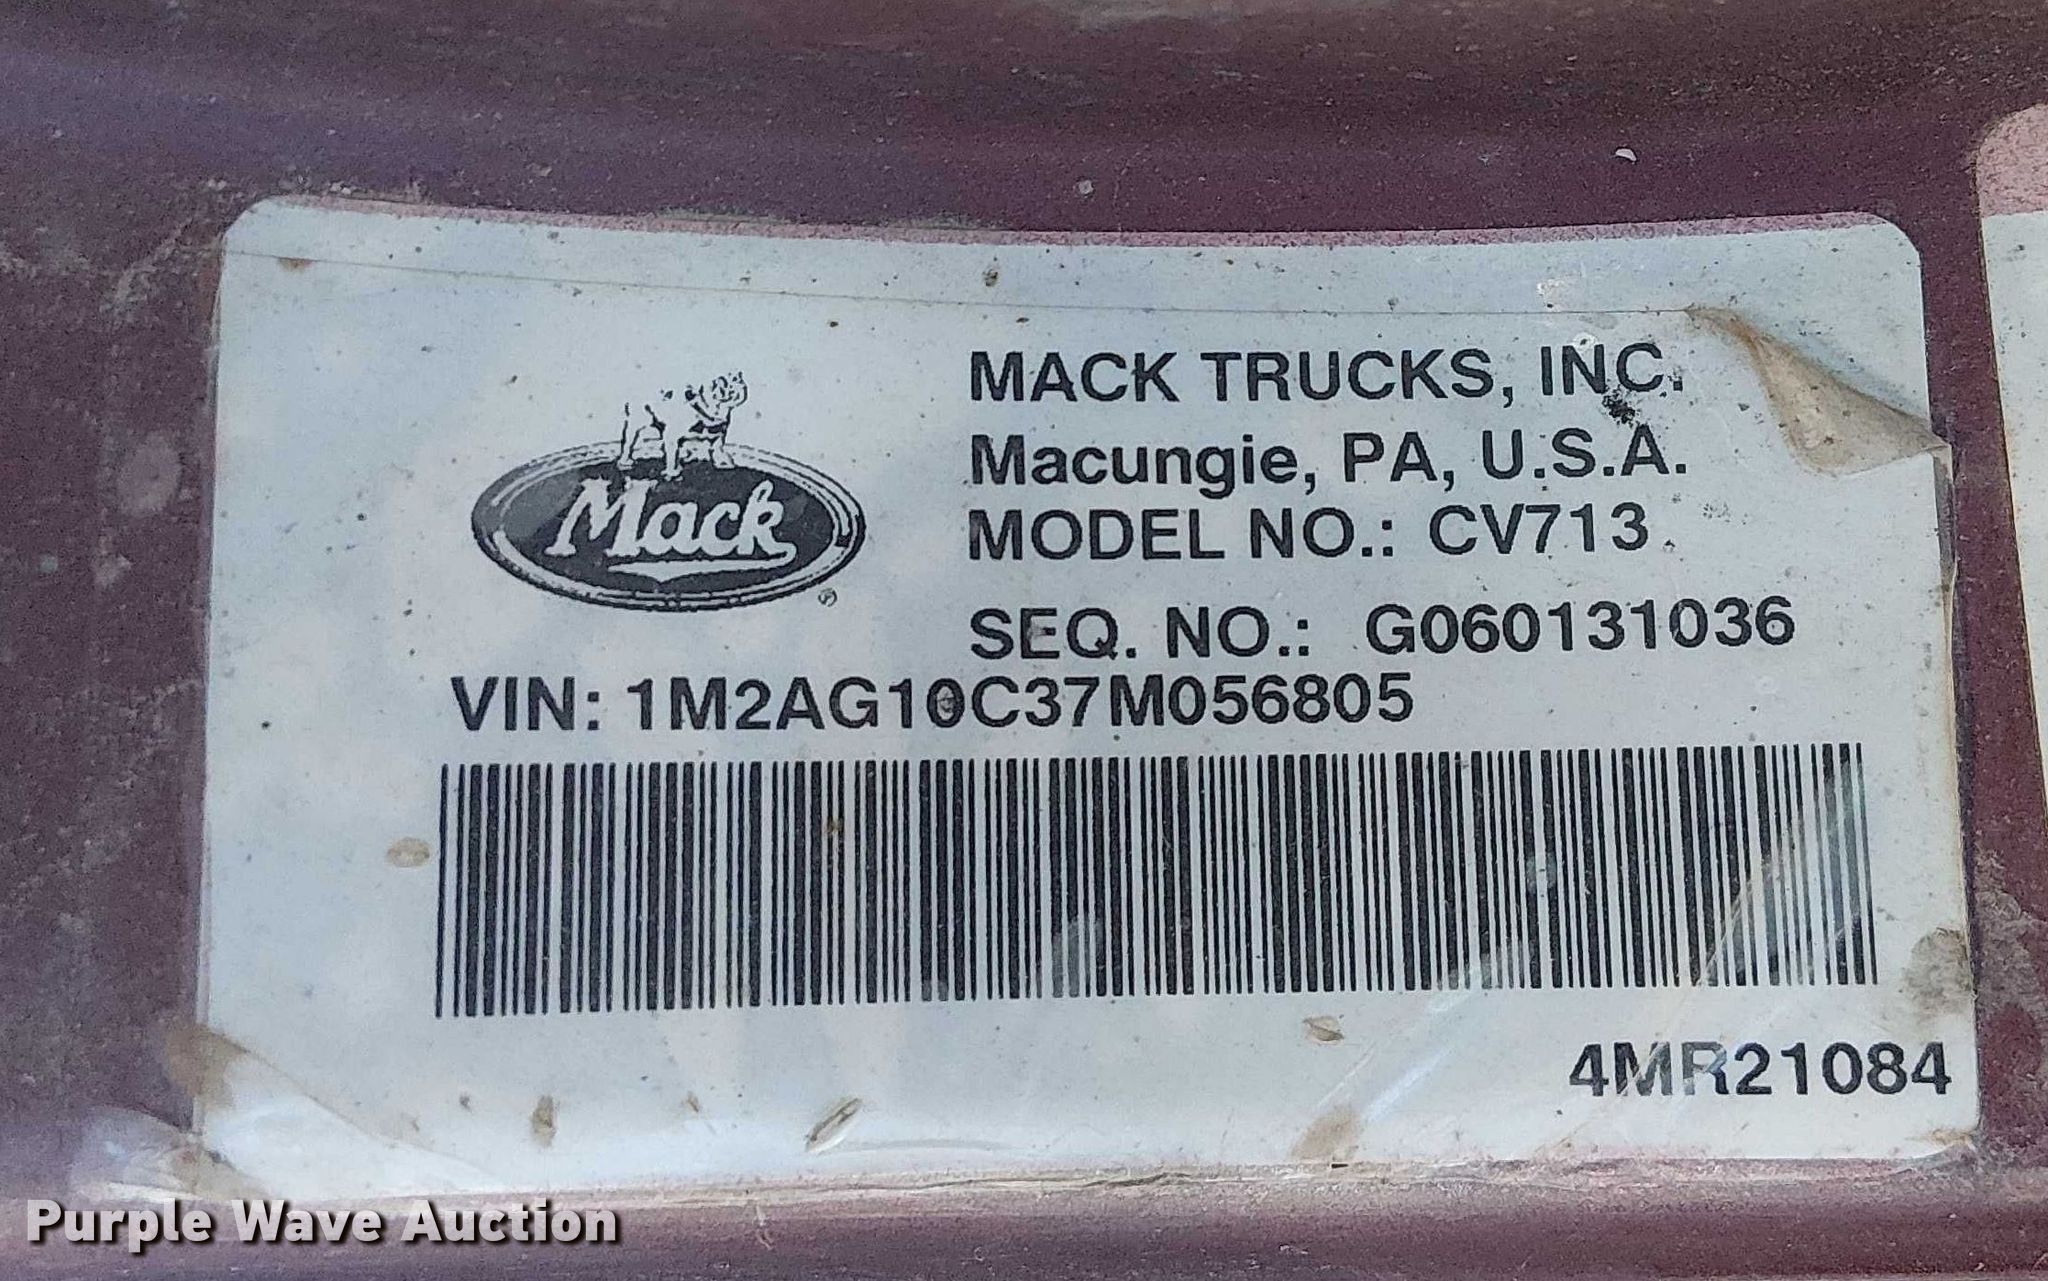 Mack
®
MACK TRUCKS, INC.
Macungie, PA, U.S.A.
MODEL NO.: CV713
SEQ. NO.: G060131036
VIN: 1M2AG10C37M056805
4MR21084
Purple Wave Auction